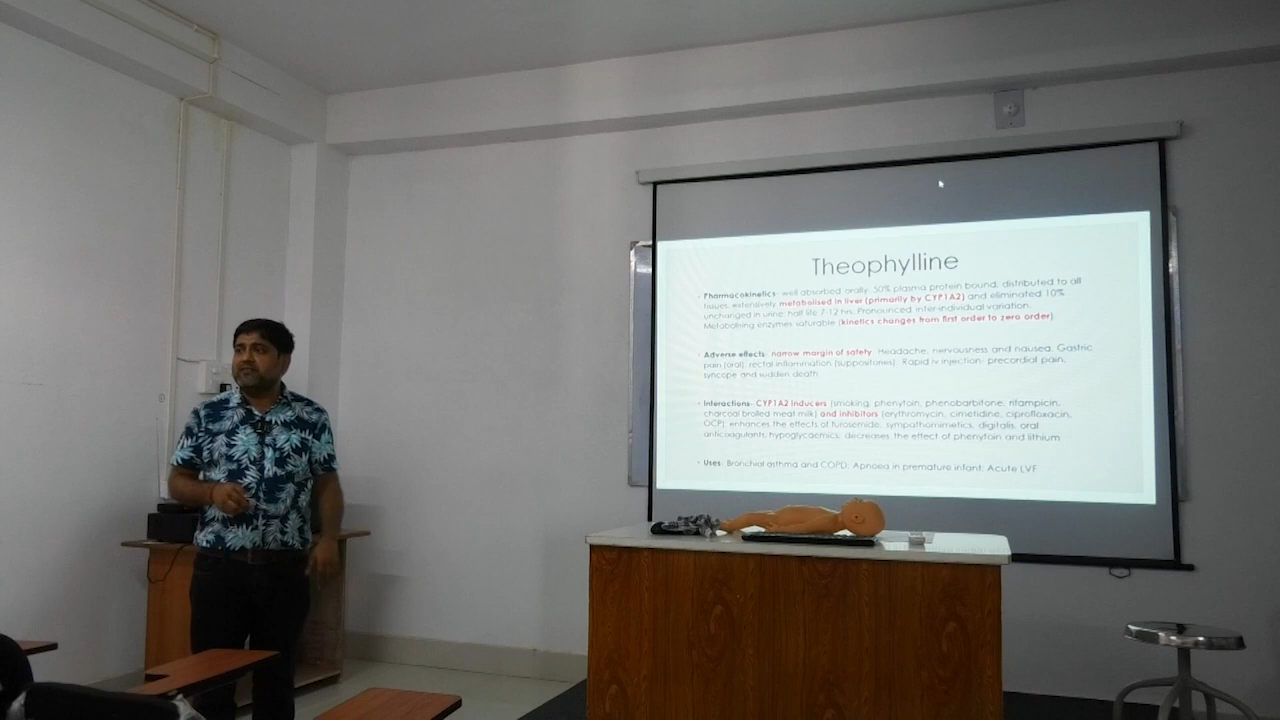 Theophylline
· Pharmacokinetics- well absorbed orally, 50% plasma protein bound, distributed to all
tissues, extensively metabolised in liver (primarily by CYP1A2) and eliminated 10%
unchanged in urine; half life 7-12 hrs. Pronounced inter-individual variation.
Metabolising enzymes saturable (kinetics changes from first order to zero order)
· Adverse effects- narrow margin of safety. Headache, nervousness and nausea. Gastric
pain (oral), rectal inflammation (suppositories). Rapid iv injection- precordial pain,
syncope and sudden death.
· Interactions- CYP1A2 inducers (smoking, phenytoin, phenobarbitone, rifampicin,
charcoal broiled meat milk) and inhibitors (erythromycin, cimetidine, ciprofloxacin,
OCP); enhances the effects of furosemide, sympathomimetics, digitalis, oral
anticoagulants, hypoglycaemics; decreases the effect of phenytoin and lithium
· Uses- Bronchial asthma and COPD; Apnoea in premature infant; Acute LVF